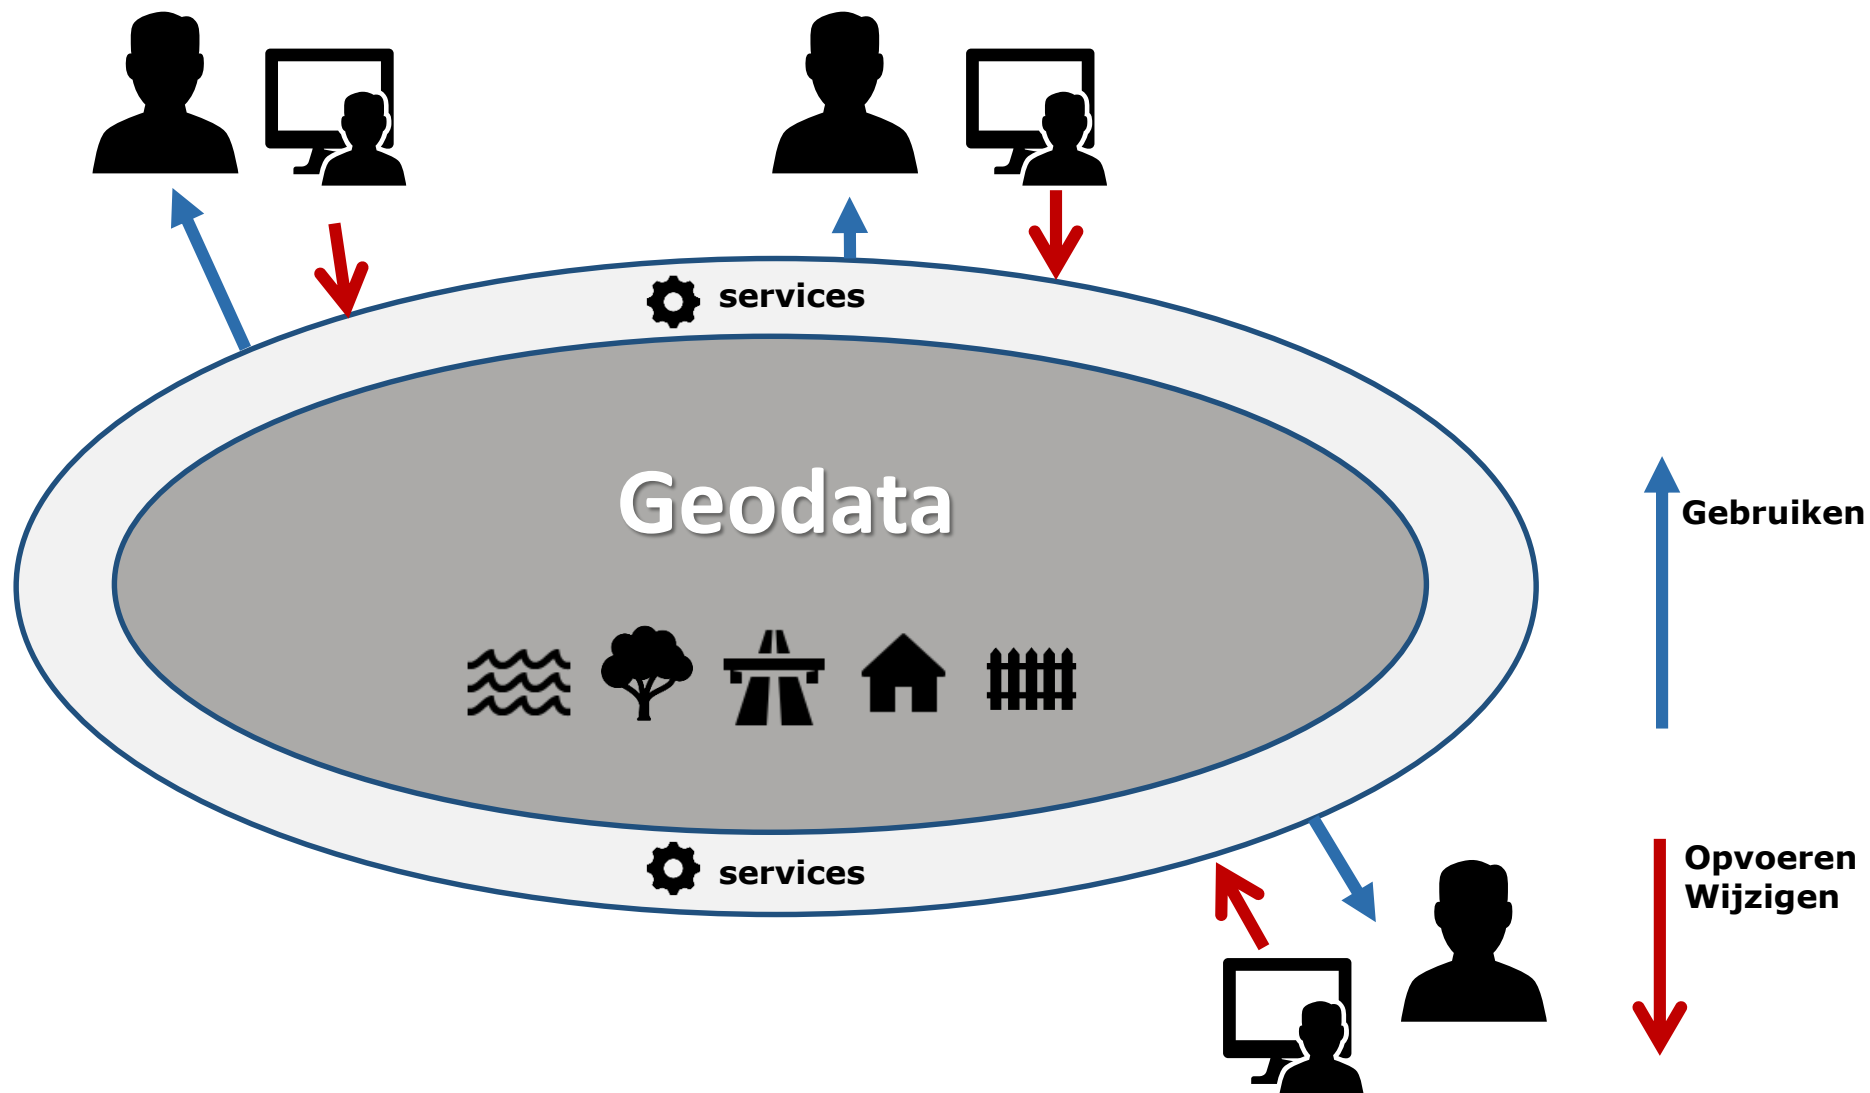 services
Geodata
Gebruiken
services
Opvoeren
Wijzigen